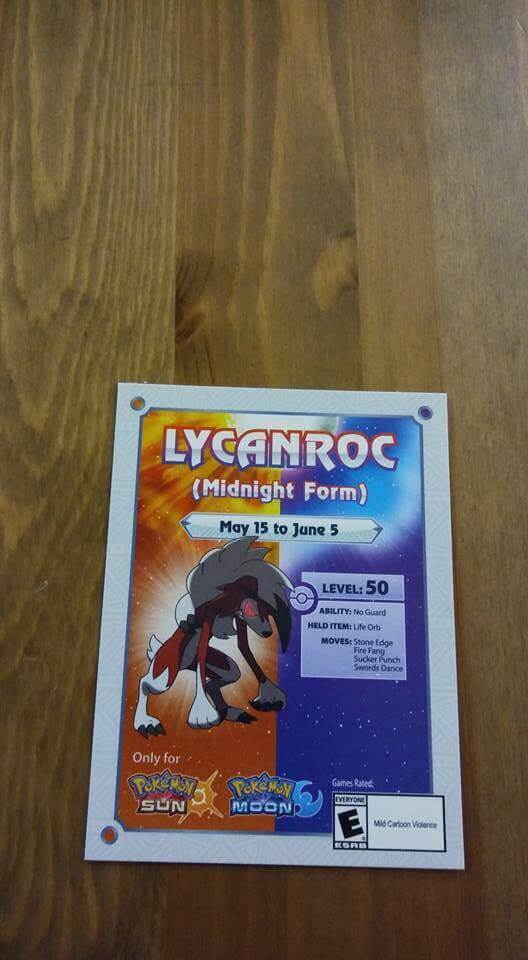 LYCANROC
(Midnight Form)
May 15 to June 5
LEVEL: 50
ABILITY: No Guard
HELD ITEM: Life Orb
MOVES: Stone Edge
Fire Fang
Sucker Punch
Swords Dance
Only for
POKéMON
SUN
POKéMON
MOON
Games Rated:
EVERYONE
E
ESRB
Mild Cartoon Violence